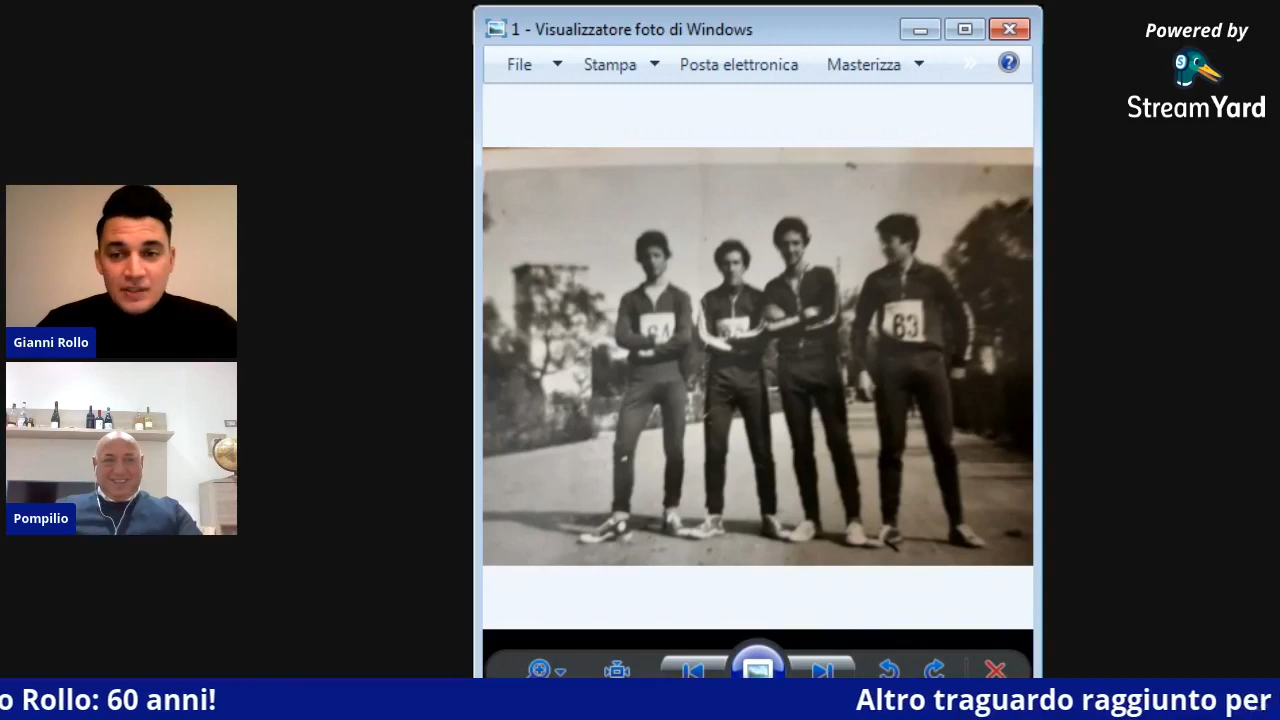 1 - Visualizzatore foto di Windows
File Stampa Posta elettronica Masterizza
Powered by
StreamYard
Gianni Rollo
Pompilio
64
83
o Rollo: 60 anni!
Altro traguardo raggiunto per